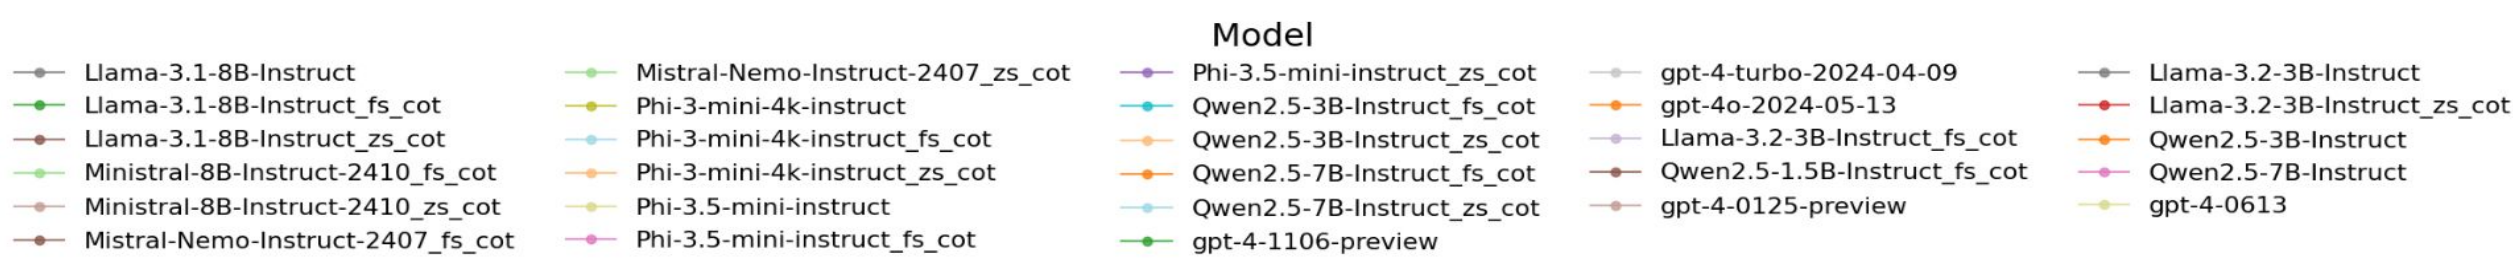 Model
Llama-3.1-8B-Instruct
Llama-3.1-8B-Instruct_fs_cot
Llama-3.1-8B-Instruct_zs_cot
Ministral-8B-Instruct-2410_fs_cot
Ministral-8B-Instruct-2410_zs_cot
Mistral-Nemo-Instruct-2407_fs_cot
Mistral-Nemo-Instruct-2407_zs_cot
Phi-3-mini-4k-instruct
Phi-3-mini-4k-instruct_fs_cot
Phi-3-mini-4k-instruct_zs_cot
Phi-3.5-mini-instruct
Phi-3.5-mini-instruct_fs_cot
Phi-3.5-mini-instruct_zs_cot
Qwen2.5-3B-Instruct_fs_cot
Qwen2.5-3B-Instruct_zs_cot
Qwen2.5-7B-Instruct_fs_cot
Qwen2.5-7B-Instruct_zs_cot
gpt-4-1106-preview
gpt-4-turbo-2024-04-09
gpt-4o-2024-05-13
Llama-3.2-3B-Instruct_fs_cot
Qwen2.5-1.5B-Instruct_fs_cot
gpt-4-0125-preview
Llama-3.2-3B-Instruct
Llama-3.2-3B-Instruct_zs_cot
Qwen2.5-3B-Instruct
Qwen2.5-7B-Instruct
gpt-4-0613